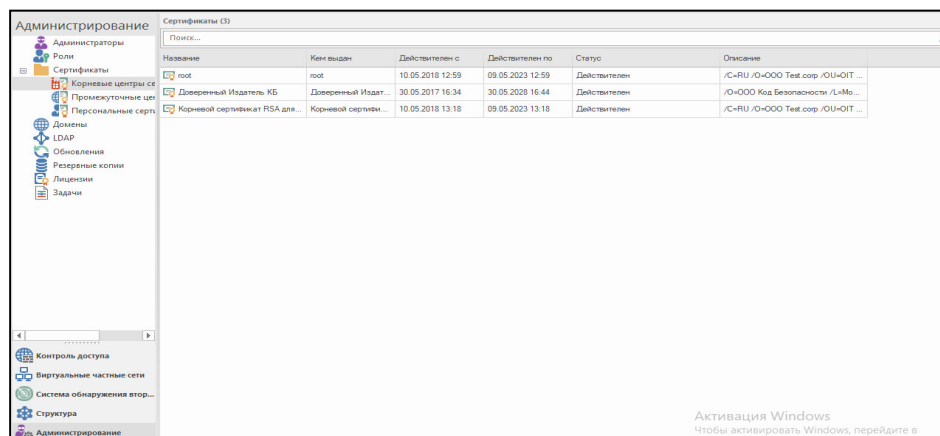 Администрирование
Администраторы
Роли
Сертификаты
Корневые центры се
Промежуточные цен
Персональные серти
Домены
LDAP
Обновления
Резервные копии
Лицензии
Задачи
Контроль доступа
Виртуальные частные сети
Система обнаружения втор...
Структура
Администрирование
Сертификаты (3)
Поиск...
Название Кем выдан Действителен с Действителен по Статус Описание
root root 10.05.2018 12:59 09.05.2023 12:59 Действителен /C=RU /O=ООО Test.corp /OU=OIT ...
Доверенный Издатель КБ Доверенный Издат... 30.05.2017 16:34 30.05.2028 16:44 Действителен /O=ООО Код Безопасности /L=Mo...
Корневой сертификат RSA для... Корневой сертифи... 10.05.2018 13:18 09.05.2023 13:18 Действителен /C=RU /O=ООО Test.corp /OU=OIT ...
Активация Windows
Чтобы активировать Windows, перейдите в